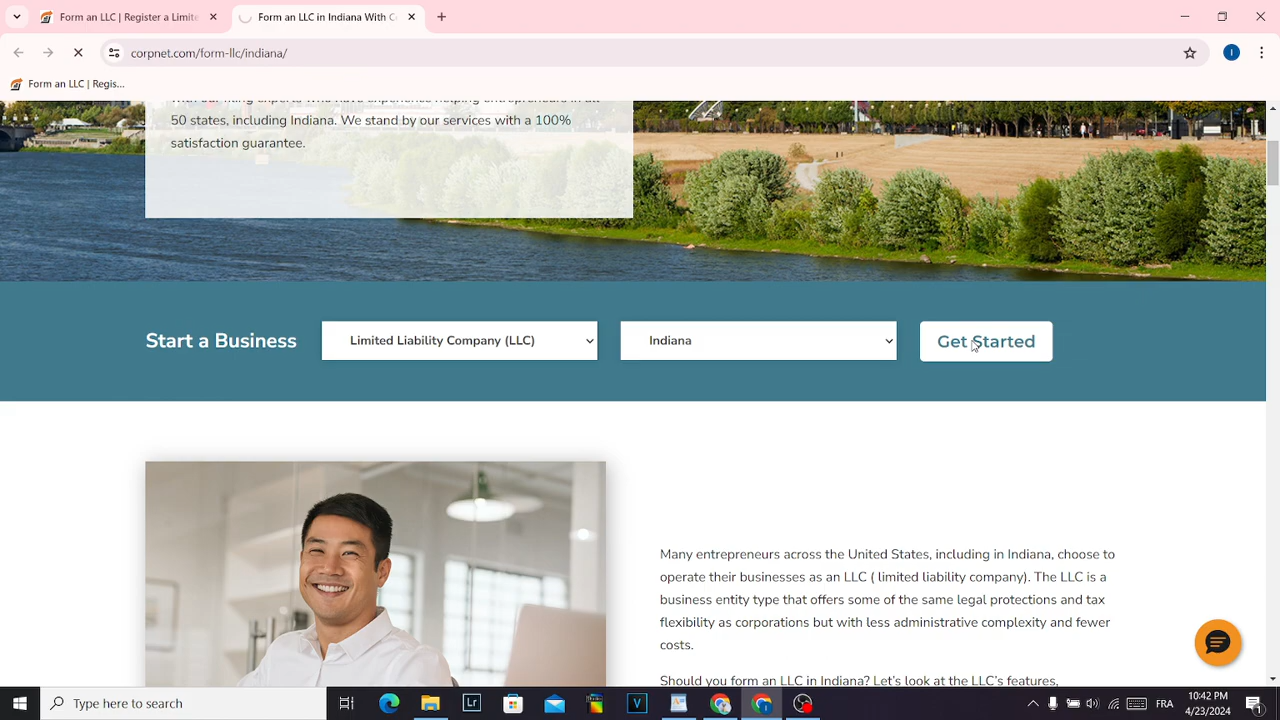 Form an LLC | Register a Limite
Form an LLC in Indiana With C
corpnet.com/form-llc/indiana/
Form an LLC | Regis...
50 states, including Indiana. We stand by our services with a 100%
satisfaction guarantee.
Start a Business
Limited Liability Company (LLC)
Indiana
Get Started
Many entrepreneurs across the United States, including in Indiana, choose to
operate their businesses as an LLC ( limited liability company). The LLC is a
business entity type that offers some of the same legal protections and tax
flexibility as corporations but with less administrative complexity and fewer
costs.
Should you form an LLC in Indiana? Let's look at the LLC's features,
Type here to search
Lr
V
FRA
10:42 PM
4/23/2024